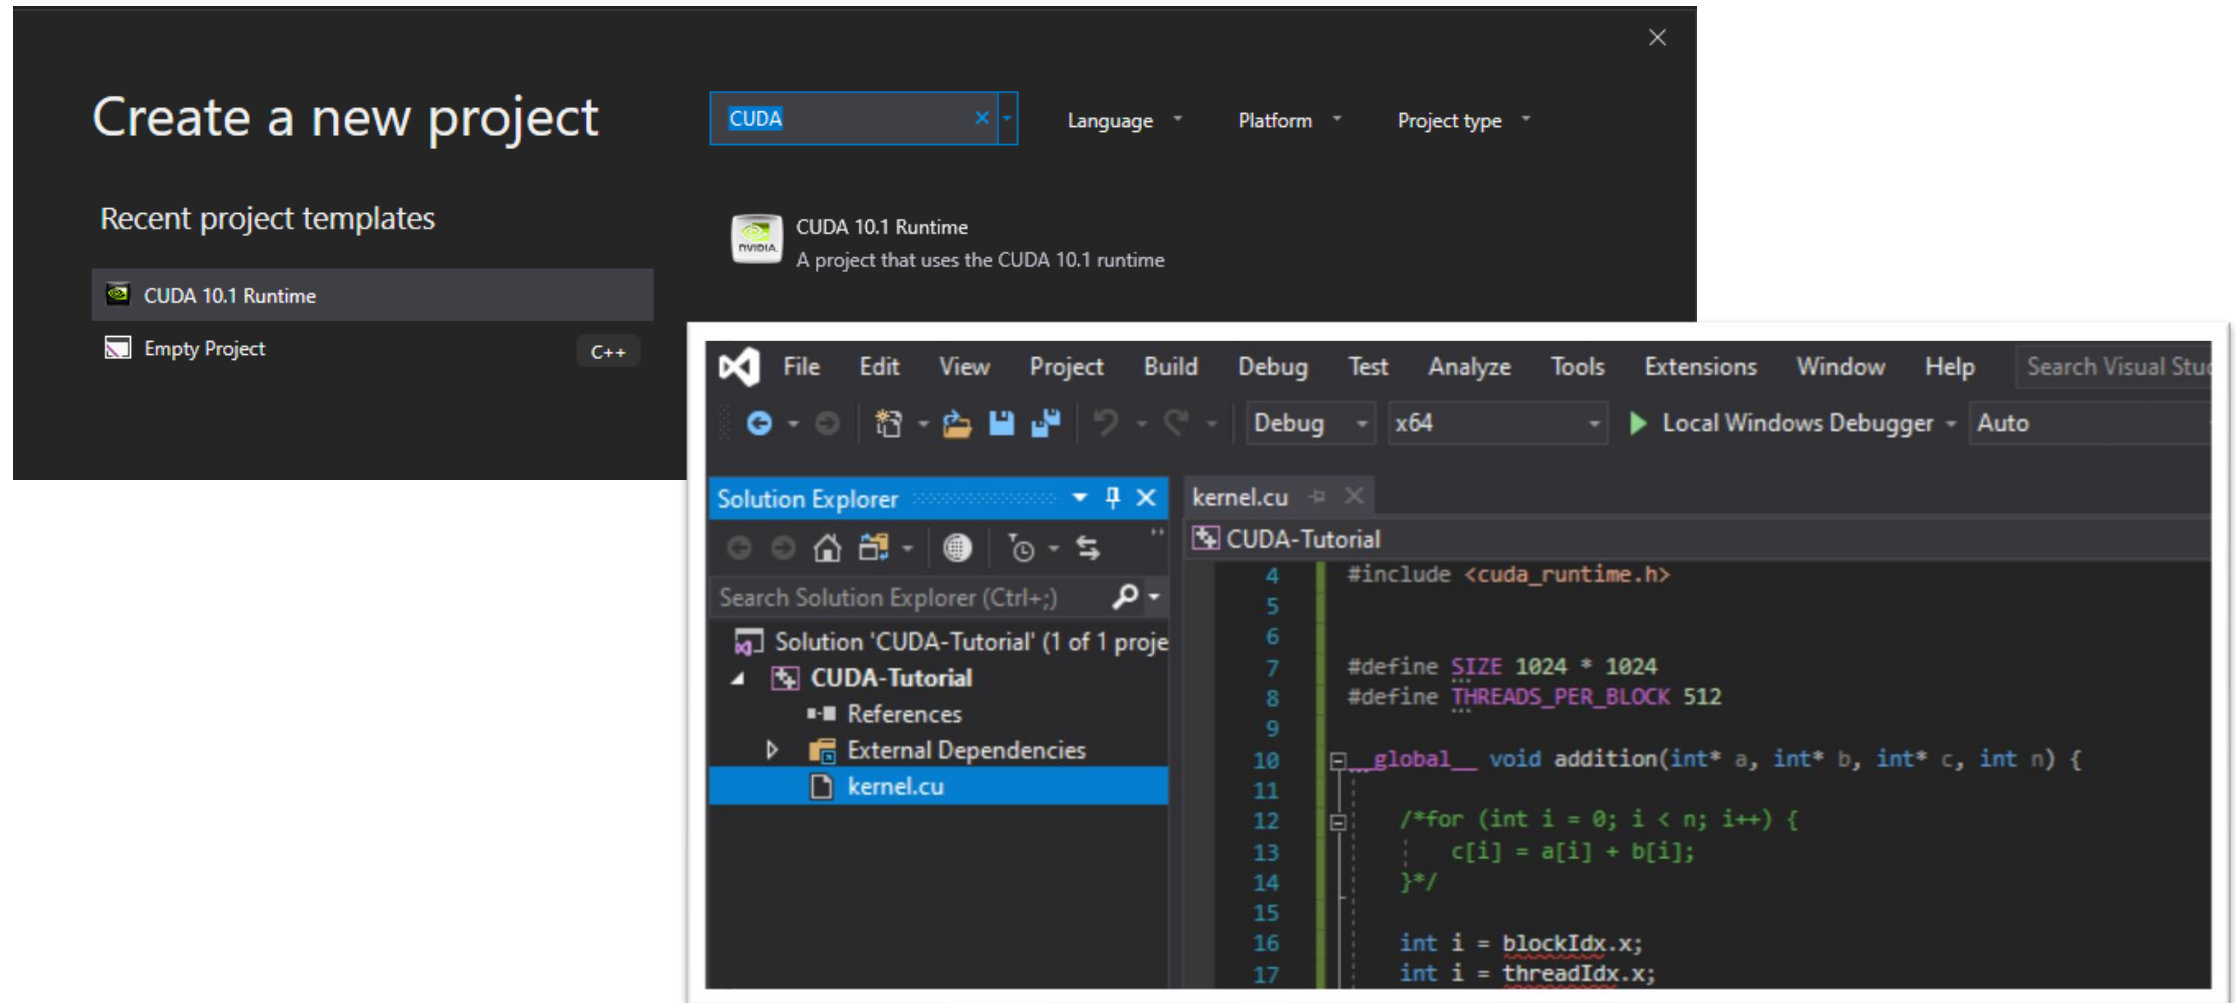 Create a new project
CUDA
Language
Platform
Project type
Recent project templates
CUDA 10.1 Runtime
Empty Project
C++
nVIDIA.
CUDA 10.1 Runtime
A project that uses the CUDA 10.1 runtime
File Edit View Project Build Debug Test Analyze Tools Extensions Window Help Search Visual Stu
Debug x64 Local Windows Debugger Auto
Solution Explorer
Search Solution Explorer (Ctrl+;)
Solution 'CUDA-Tutorial' (1 of 1 proje
CUDA-Tutorial
References
External Dependencies
kernel.cu
kernel.cu
CUDA-Tutorial
4 #include <cuda_runtime.h>
5
6
7 #define SIZE 1024 * 1024
8 #define THREADS_PER_BLOCK 512
9
10 __global__ void addition(int* a, int* b, int* c, int n) {
11
12 /*for (int i = 0; i < n; i++) {
13 c[i] = a[i] + b[i];
14 }*/
15
16 int i = blockIdx.x;
17 int i = threadIdx.x;